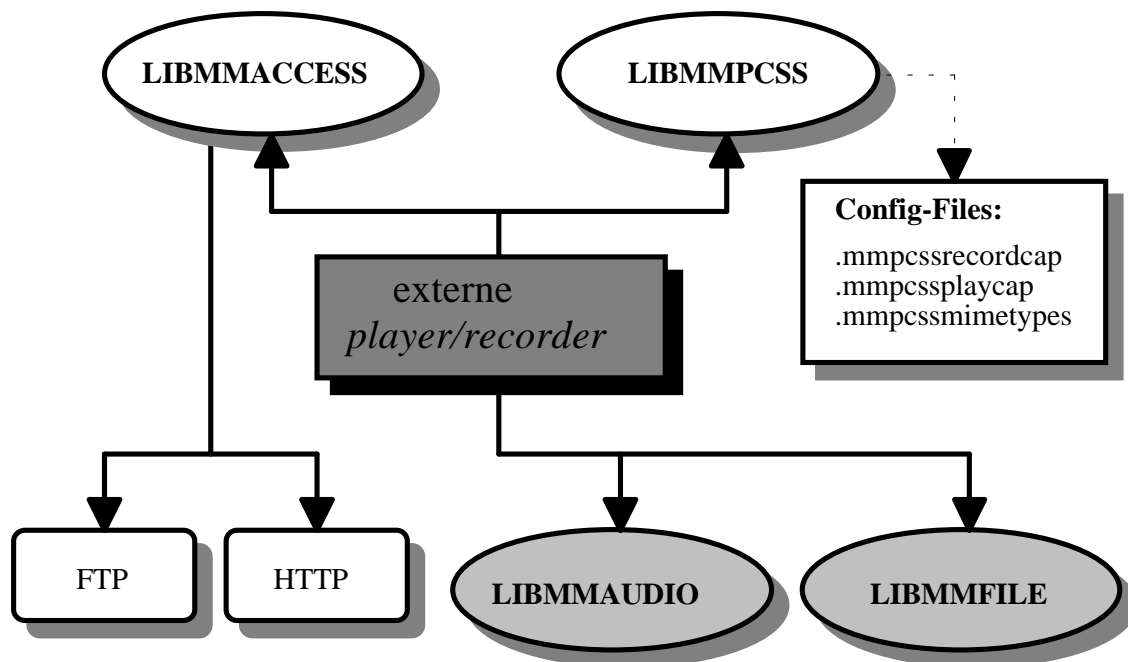 LIBMMACCESS
LIBMMPCSS
Config-Files:
.mmpcssrecordcap
.mmpcssplaycap
.mmpcssmimetypes
externe
player/recorder
FTP
HTTP
LIBMMAUDIO
LIBMMFILE